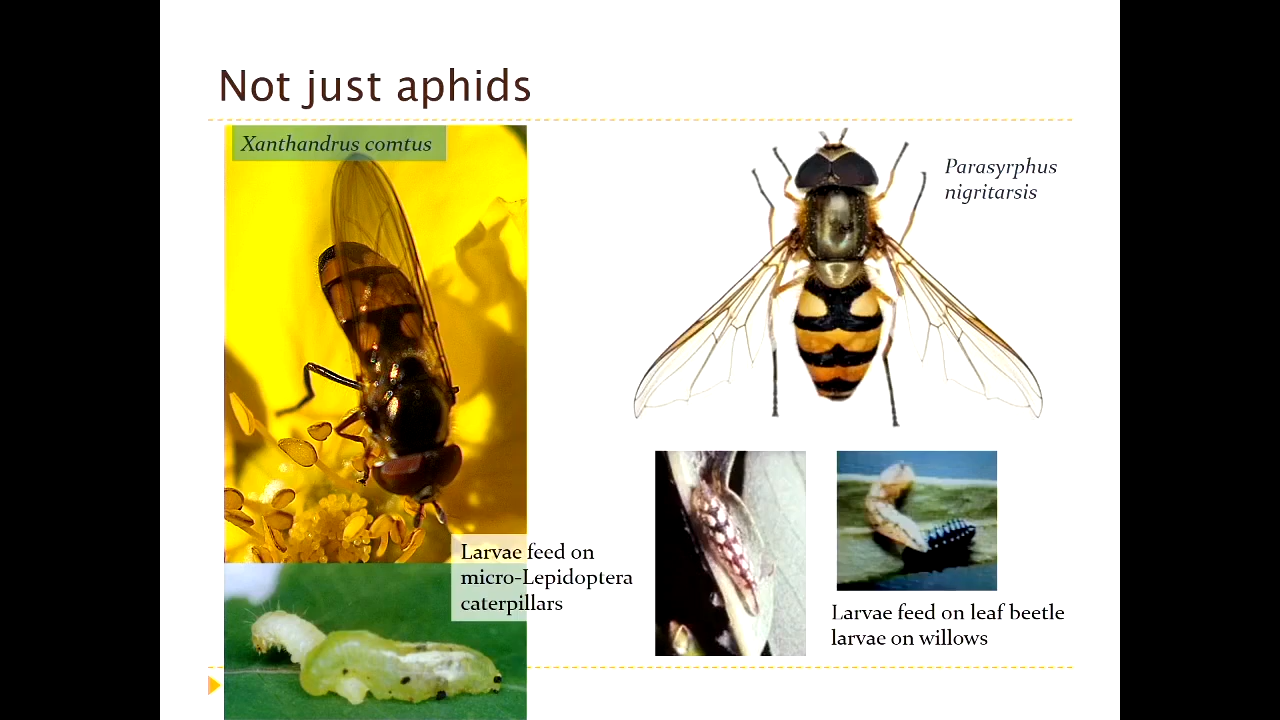 Not just aphids
Xanthandrus comtus
Parasyrphus
nigritarsis
Larvae feed on
micro-Lepidoptera
caterpillars
Larvae feed on leaf beetle
larvae on willows